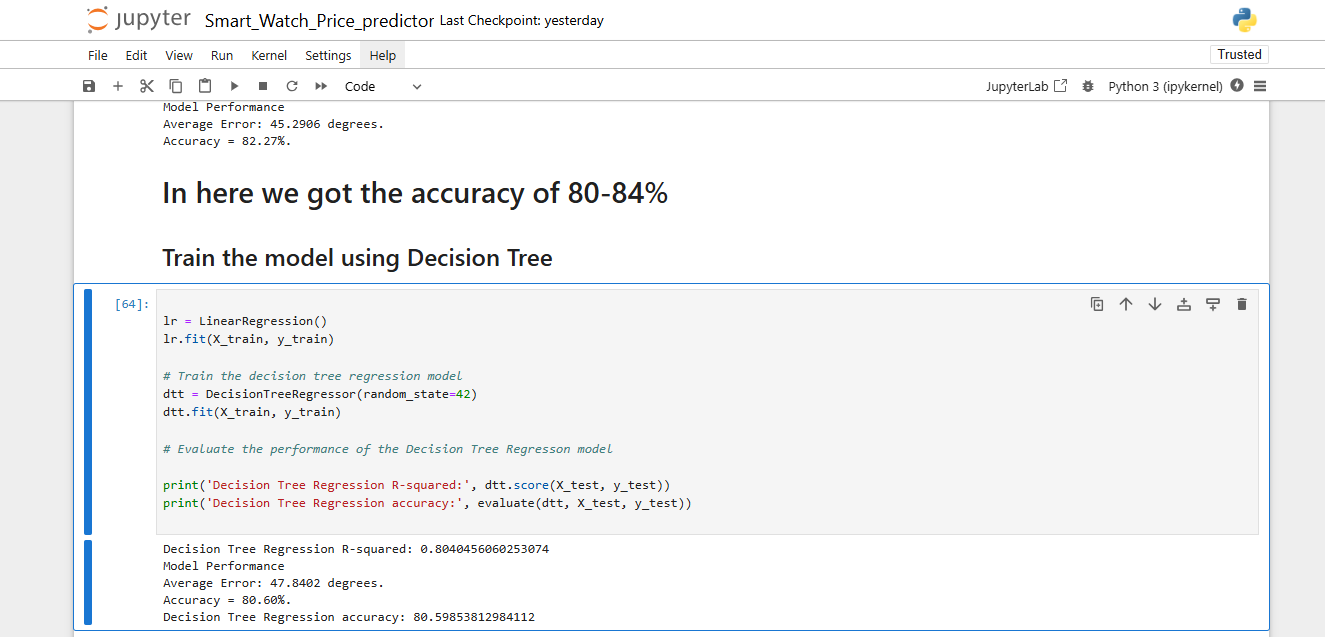 jupyter Smart_Watch_Price_predictor Last Checkpoint: yesterday
File Edit View Run Kernel Settings Help Trusted
Code JupyterLab Python 3 (ipykernel)
Model Performance
Average Error: 45.2906 degrees.
Accuracy = 82.27%.
In here we got the accuracy of 80-84%
Train the model using Decision Tree
[64]:
lr = LinearRegression()
lr.fit(X_train, y_train)
# Train the decision tree regression model
dtt = DecisionTreeRegressor(random_state=42)
dtt.fit(X_train, y_train)
# Evaluate the performance of the Decision Tree Regresson model
print('Decision Tree Regression R-squared:', dtt.score(X_test, y_test))
print('Decision Tree Regression accuracy:', evaluate(dtt, X_test, y_test))
Decision Tree Regression R-squared: 0.8040456060253074
Model Performance
Average Error: 47.8402 degrees.
Accuracy = 80.60%.
Decision Tree Regression accuracy: 80.59853812984112